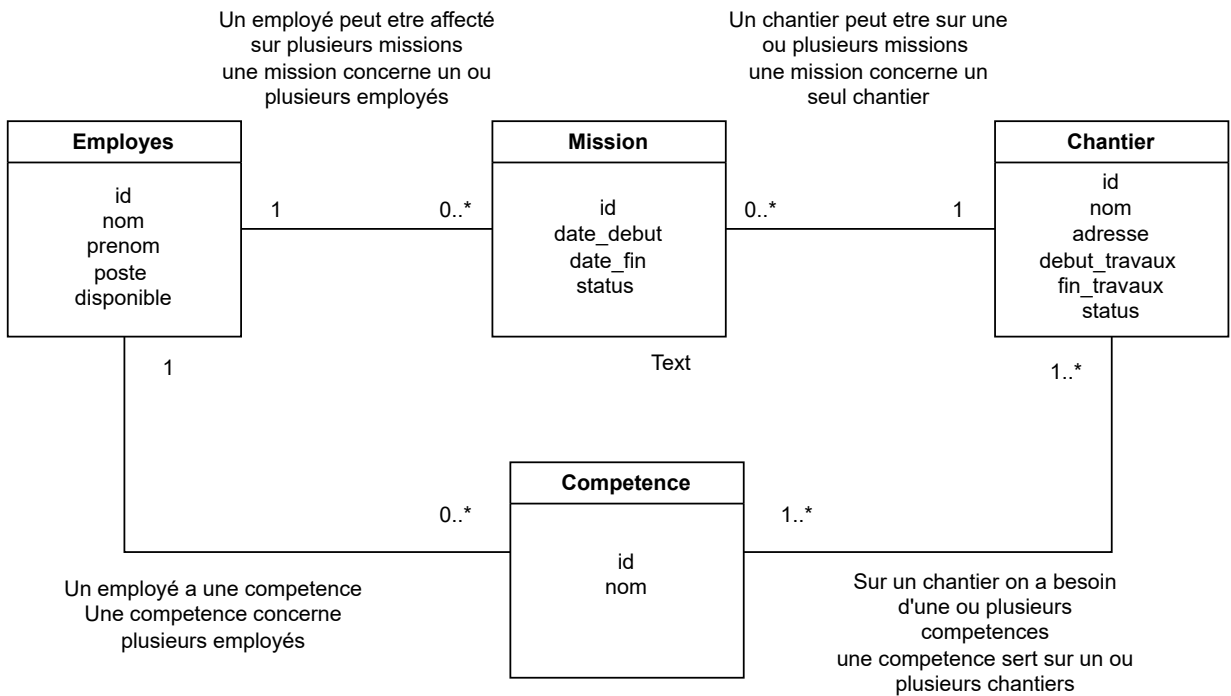 Un employé peut etre affecté
sur plusieurs missions
une mission concerne un ou
plusieurs employés
Un chantier peut etre sur une
ou plusieurs missions
une mission concerne un
seul chantier
Employes
id
nom
prenom
poste
disponible
1
0..*
Mission
id
date_debut
date_fin
status
0..*
1
Chantier
id
nom
adresse
debut_travaux
fin_travaux
status
1
Text
1..*
Competence
id
nom
0..*
1..*
Un employé a une competence
Une competence concerne
plusieurs employés
Sur un chantier on a besoin
d'une ou plusieurs
competences
une competence sert sur un ou
plusieurs chantiers